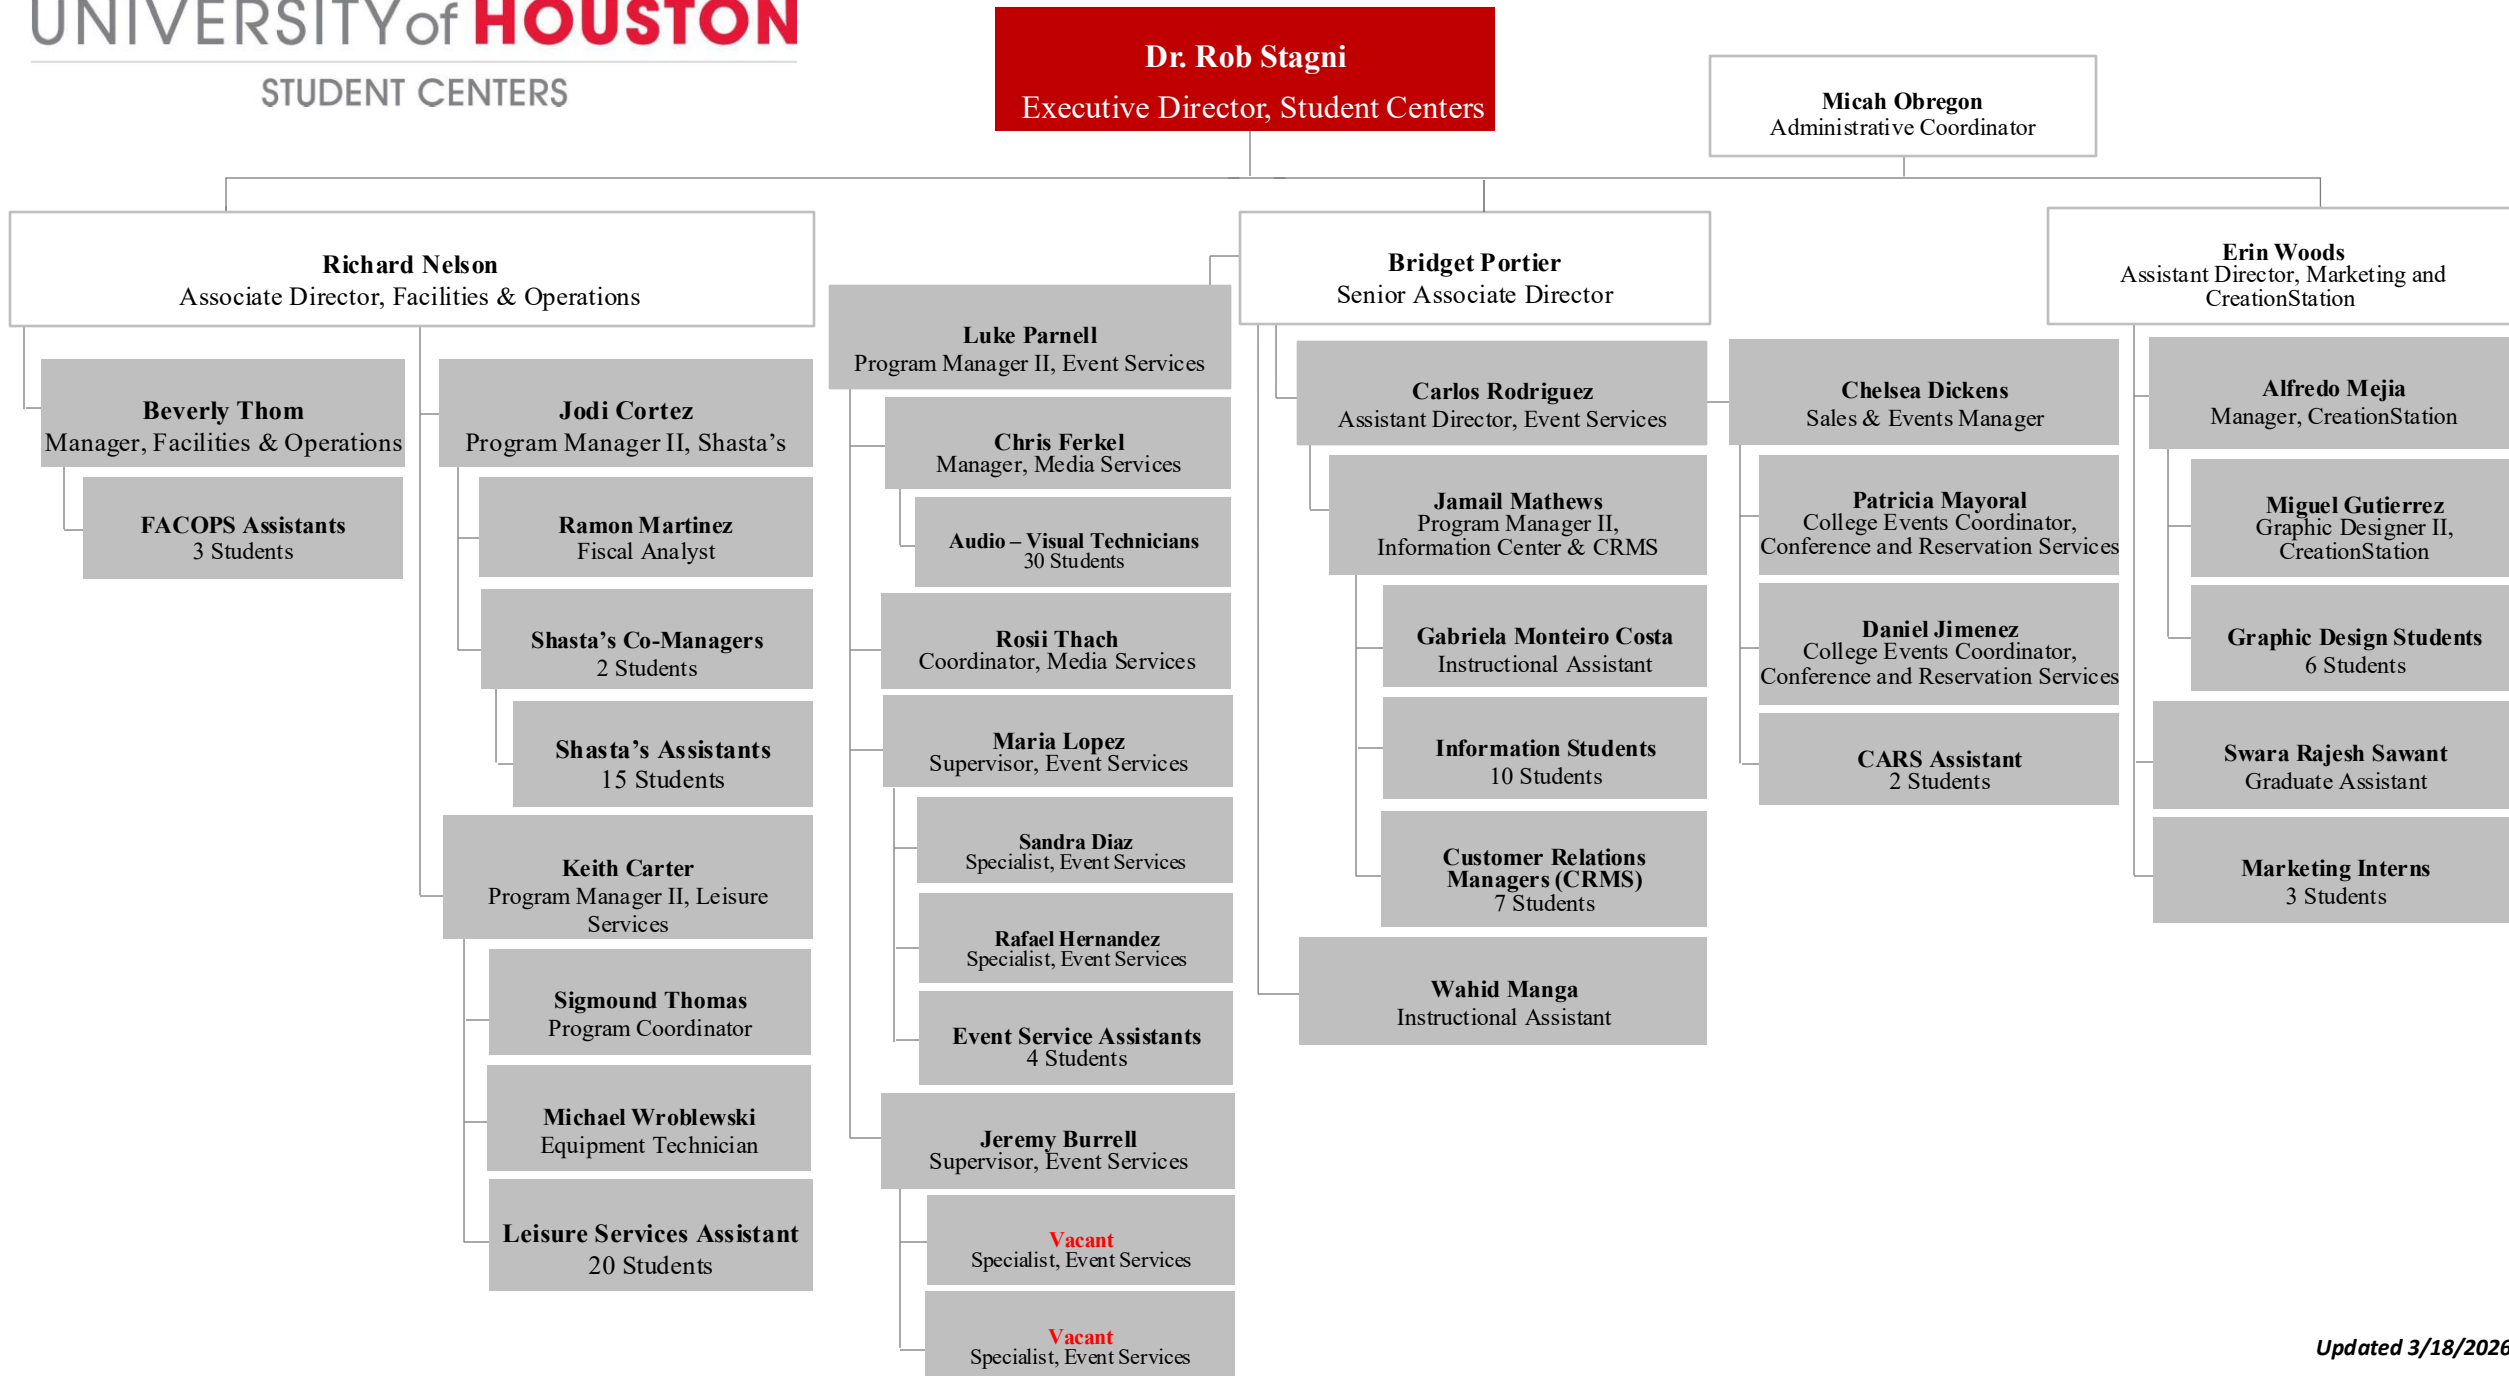 UNIVERSITY of HOUSTON
STUDENT CENTERS
Dr. Rob Stagni
Executive Director, Student Centers
Micah Obregon
Administrative Coordinator
Richard Nelson
Associate Director, Facilities & Operations
Beverly Thom
Manager, Facilities & Operations
FACOPS Assistants
3 Students
Jodi Cortez
Program Manager II, Shasta’s
Ramon Martinez
Fiscal Analyst
Shasta’s Co-Managers
2 Students
Shasta’s Assistants
15 Students
Keith Carter
Program Manager II, Leisure
Services
Sigmound Thomas
Program Coordinator
Michael Wroblewski
Equipment Technician
Leisure Services Assistant
20 Students
Bridget Portier
Senior Associate Director
Luke Parnell
Program Manager II, Event Services
Chris Ferkel
Manager, Media Services
Audio – Visual Technicians
30 Students
Rosii Thach
Coordinator, Media Services
Maria Lopez
Supervisor, Event Services
Sandra Diaz
Specialist, Event Services
Rafael Hernandez
Specialist, Event Services
Event Service Assistants
4 Students
Jeremy Burrell
Supervisor, Event Services
Vacant
Specialist, Event Services
Vacant
Specialist, Event Services
Carlos Rodriguez
Assistant Director, Event Services
Jamail Mathews
Program Manager II,
Information Center & CRMS
Gabriela Monteiro Costa
Instructional Assistant
Information Students
10 Students
Customer Relations
Managers (CRMS)
7 Students
Wahid Manga
Instructional Assistant
Chelsea Dickens
Sales & Events Manager
Patricia Mayoral
College Events Coordinator,
Conference and Reservation Services
Daniel Jimenez
College Events Coordinator,
Conference and Reservation Services
CARS Assistant
2 Students
Erin Woods
Assistant Director, Marketing and
CreationStation
Alfredo Mejia
Manager, CreationStation
Miguel Gutierrez
Graphic Designer II,
CreationStation
Graphic Design Students
6 Students
Swara Rajesh Sawant
Graduate Assistant
Marketing Interns
3 Students
Updated 3/18/2026